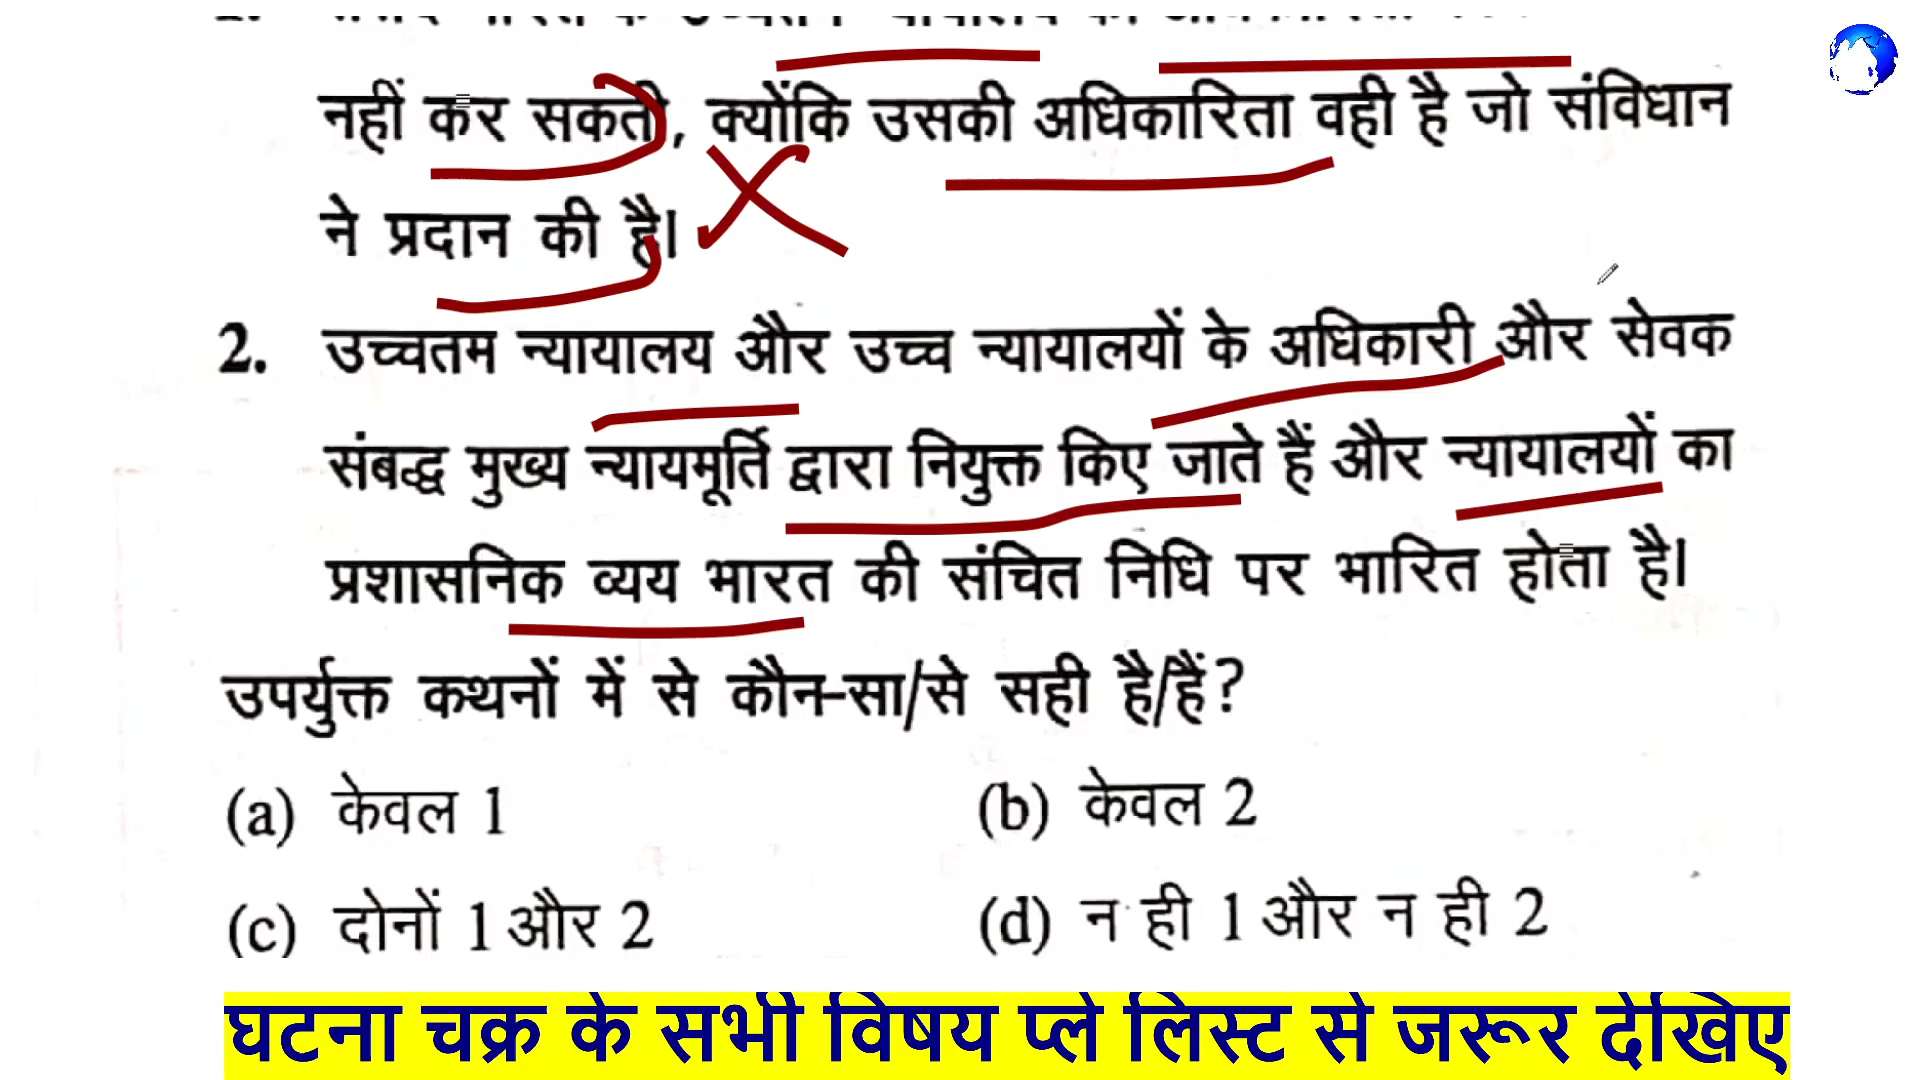 नहीं कर सकती, क्योंकि उसकी अधिकारिता वही है जो संविधान
ने प्रदान की है।
2. उच्चतम न्यायालय और उच्च न्यायालयों के अधिकारी और सेवक
संबद्ध मुख्य न्यायमूर्ति द्वारा नियुक्त किए जाते हैं और न्यायालयों का
प्रशासनिक व्यय भारत की संचित निधि पर भारित होता है।
उपर्युक्त कथनों में से कौन-सा/से सही है/हैं?
(a) केवल 1
(b) केवल 2
(c) दोनों 1 और 2
(d) न ही 1 और न ही 2
घटना चक्र के सभी विषय प्ले लिस्ट से जरूर देखिए